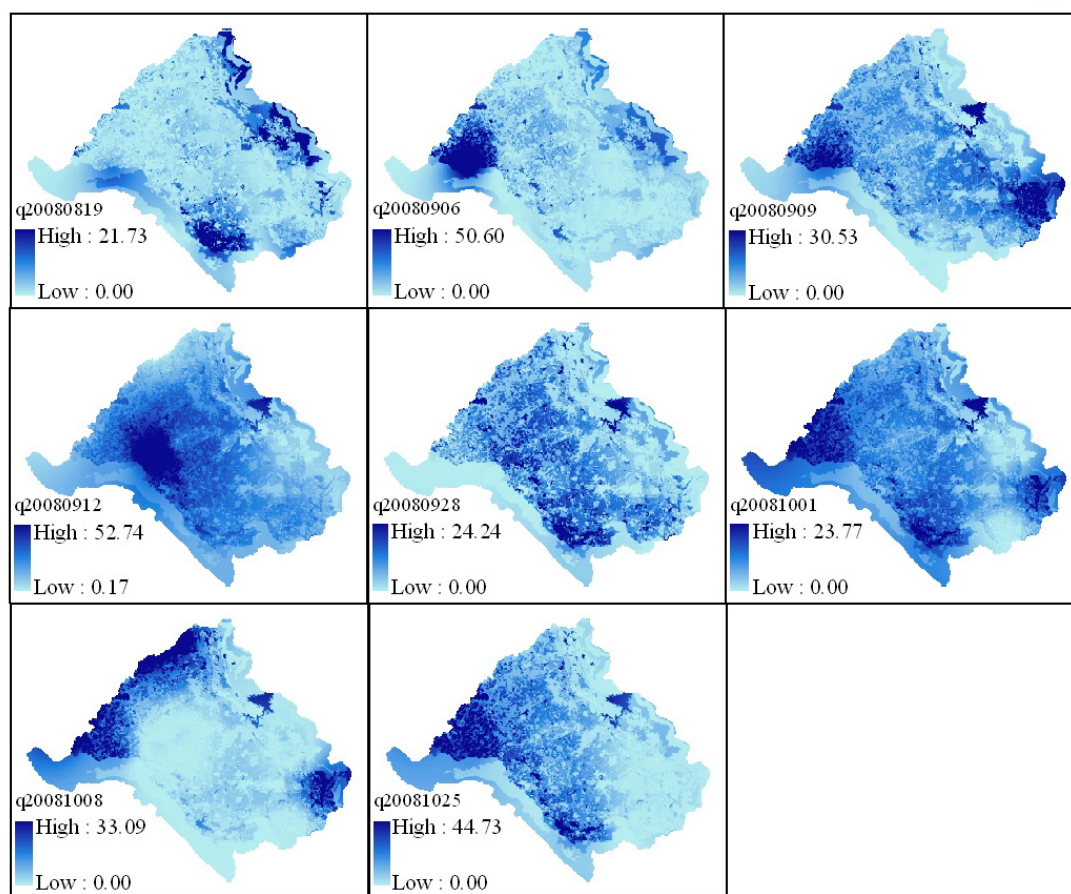 q20080819
High : 21.73
Low : 0.00
q20080906
High : 50.60
Low : 0.00
q20080909
High : 30.53
Low : 0.00
q20080912
High : 52.74
Low : 0.17
q20080928
High : 24.24
Low : 0.00
q20081001
High : 23.77
Low : 0.00
q20081008
High : 33.09
Low : 0.00
q20081025
High : 44.73
Low : 0.00